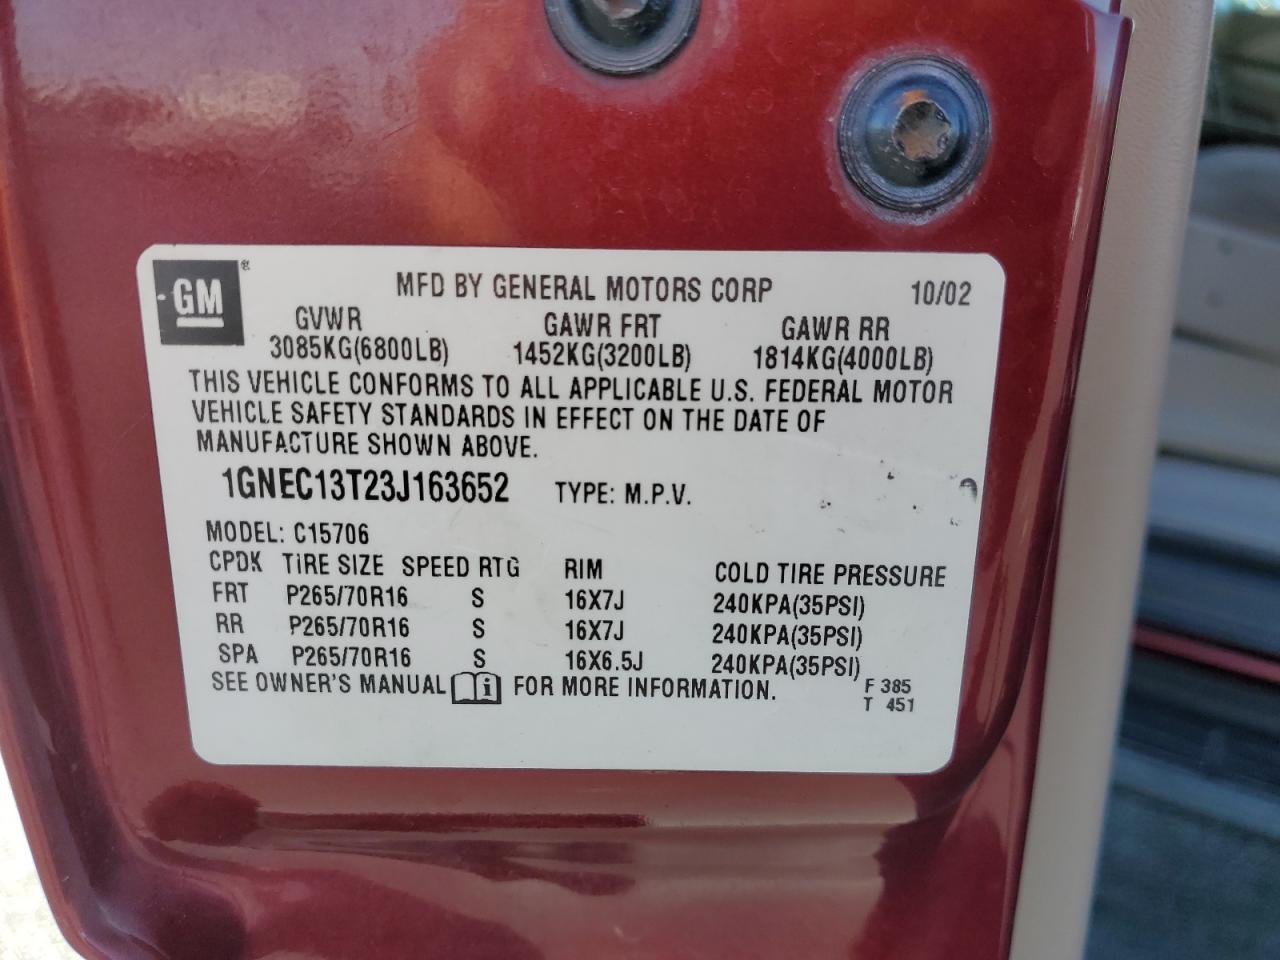 GM®
MFD BY GENERAL MOTORS CORP 10/02
GVWR GAWR FRT GAWR RR
3085KG(6800LB) 1452KG(3200LB) 1814KG(4000LB)
THIS VEHICLE CONFORMS TO ALL APPLICABLE U.S. FEDERAL MOTOR
VEHICLE SAFETY STANDARDS IN EFFECT ON THE DATE OF
MANUFACTURE SHOWN ABOVE.
1GNEC13T23J163652 TYPE: M.P.V.
MODEL: C15706
CPDK TIRE SIZE SPEED RTG RIM COLD TIRE PRESSURE
FRT P265/70R16 S 16X7J 240KPA(35PSI)
RR P265/70R16 S 16X7J 240KPA(35PSI)
SPA P265/70R16 S 16X6.5J 240KPA(35PSI)
SEE OWNER'S MANUAL i FOR MORE INFORMATION. F 385
T 451